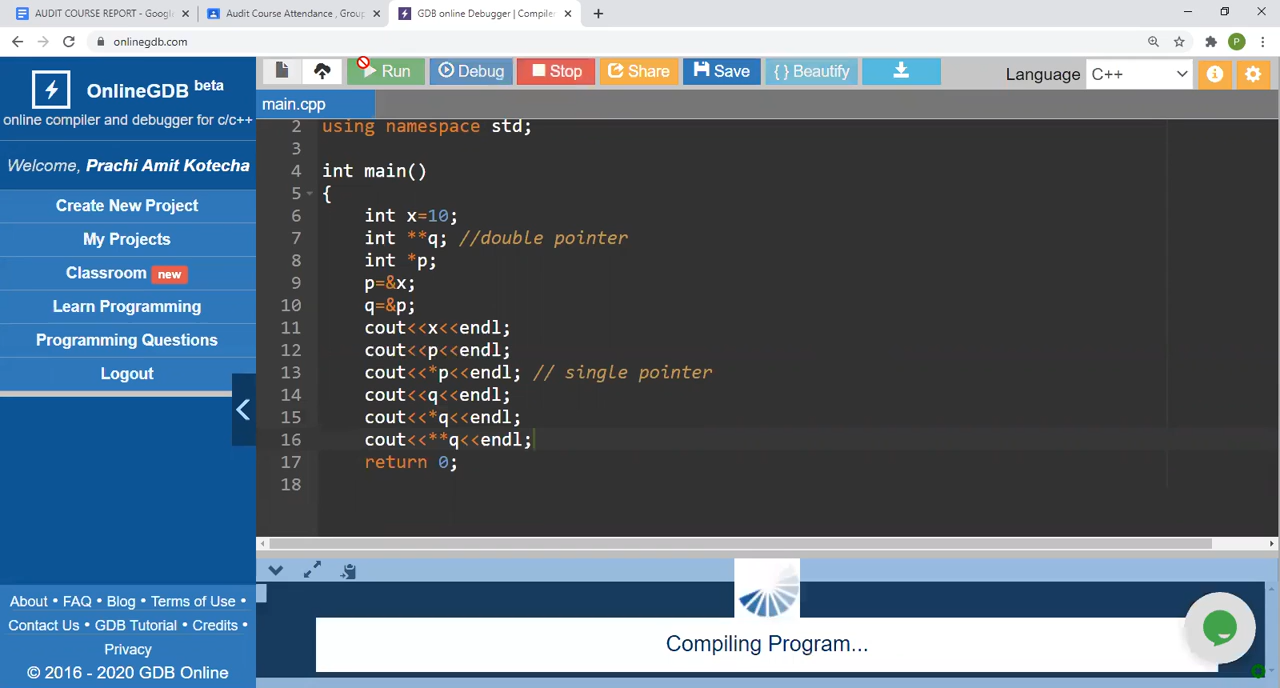 AUDIT COURSE REPORT - Google
Audit Course Attendance , Group
GDB online Debugger | Compiler
onlinegdb.com
P
OnlineGDB beta
online compiler and debugger for c/c++
Welcome, Prachi Amit Kotecha
Create New Project
My Projects
Classroom new
Learn Programming
Programming Questions
Logout
About • FAQ • Blog • Terms of Use •
Contact Us • GDB Tutorial • Credits •
Privacy
© 2016 - 2020 GDB Online
Run Debug Stop Share Save { } Beautify Language C++
main.cpp
2 using namespace std;
3
4 int main()
5 {
6 int x=10;
7 int **q; //double pointer
8 int *p;
9 p=&x;
10 q=&p;
11 cout<<x<<endl;
12 cout<<p<<endl;
13 cout<<*p<<endl; // single pointer
14 cout<<q<<endl;
15 cout<<*q<<endl;
16 cout<<**q<<endl;
17 return 0;
18
Compiling Program...